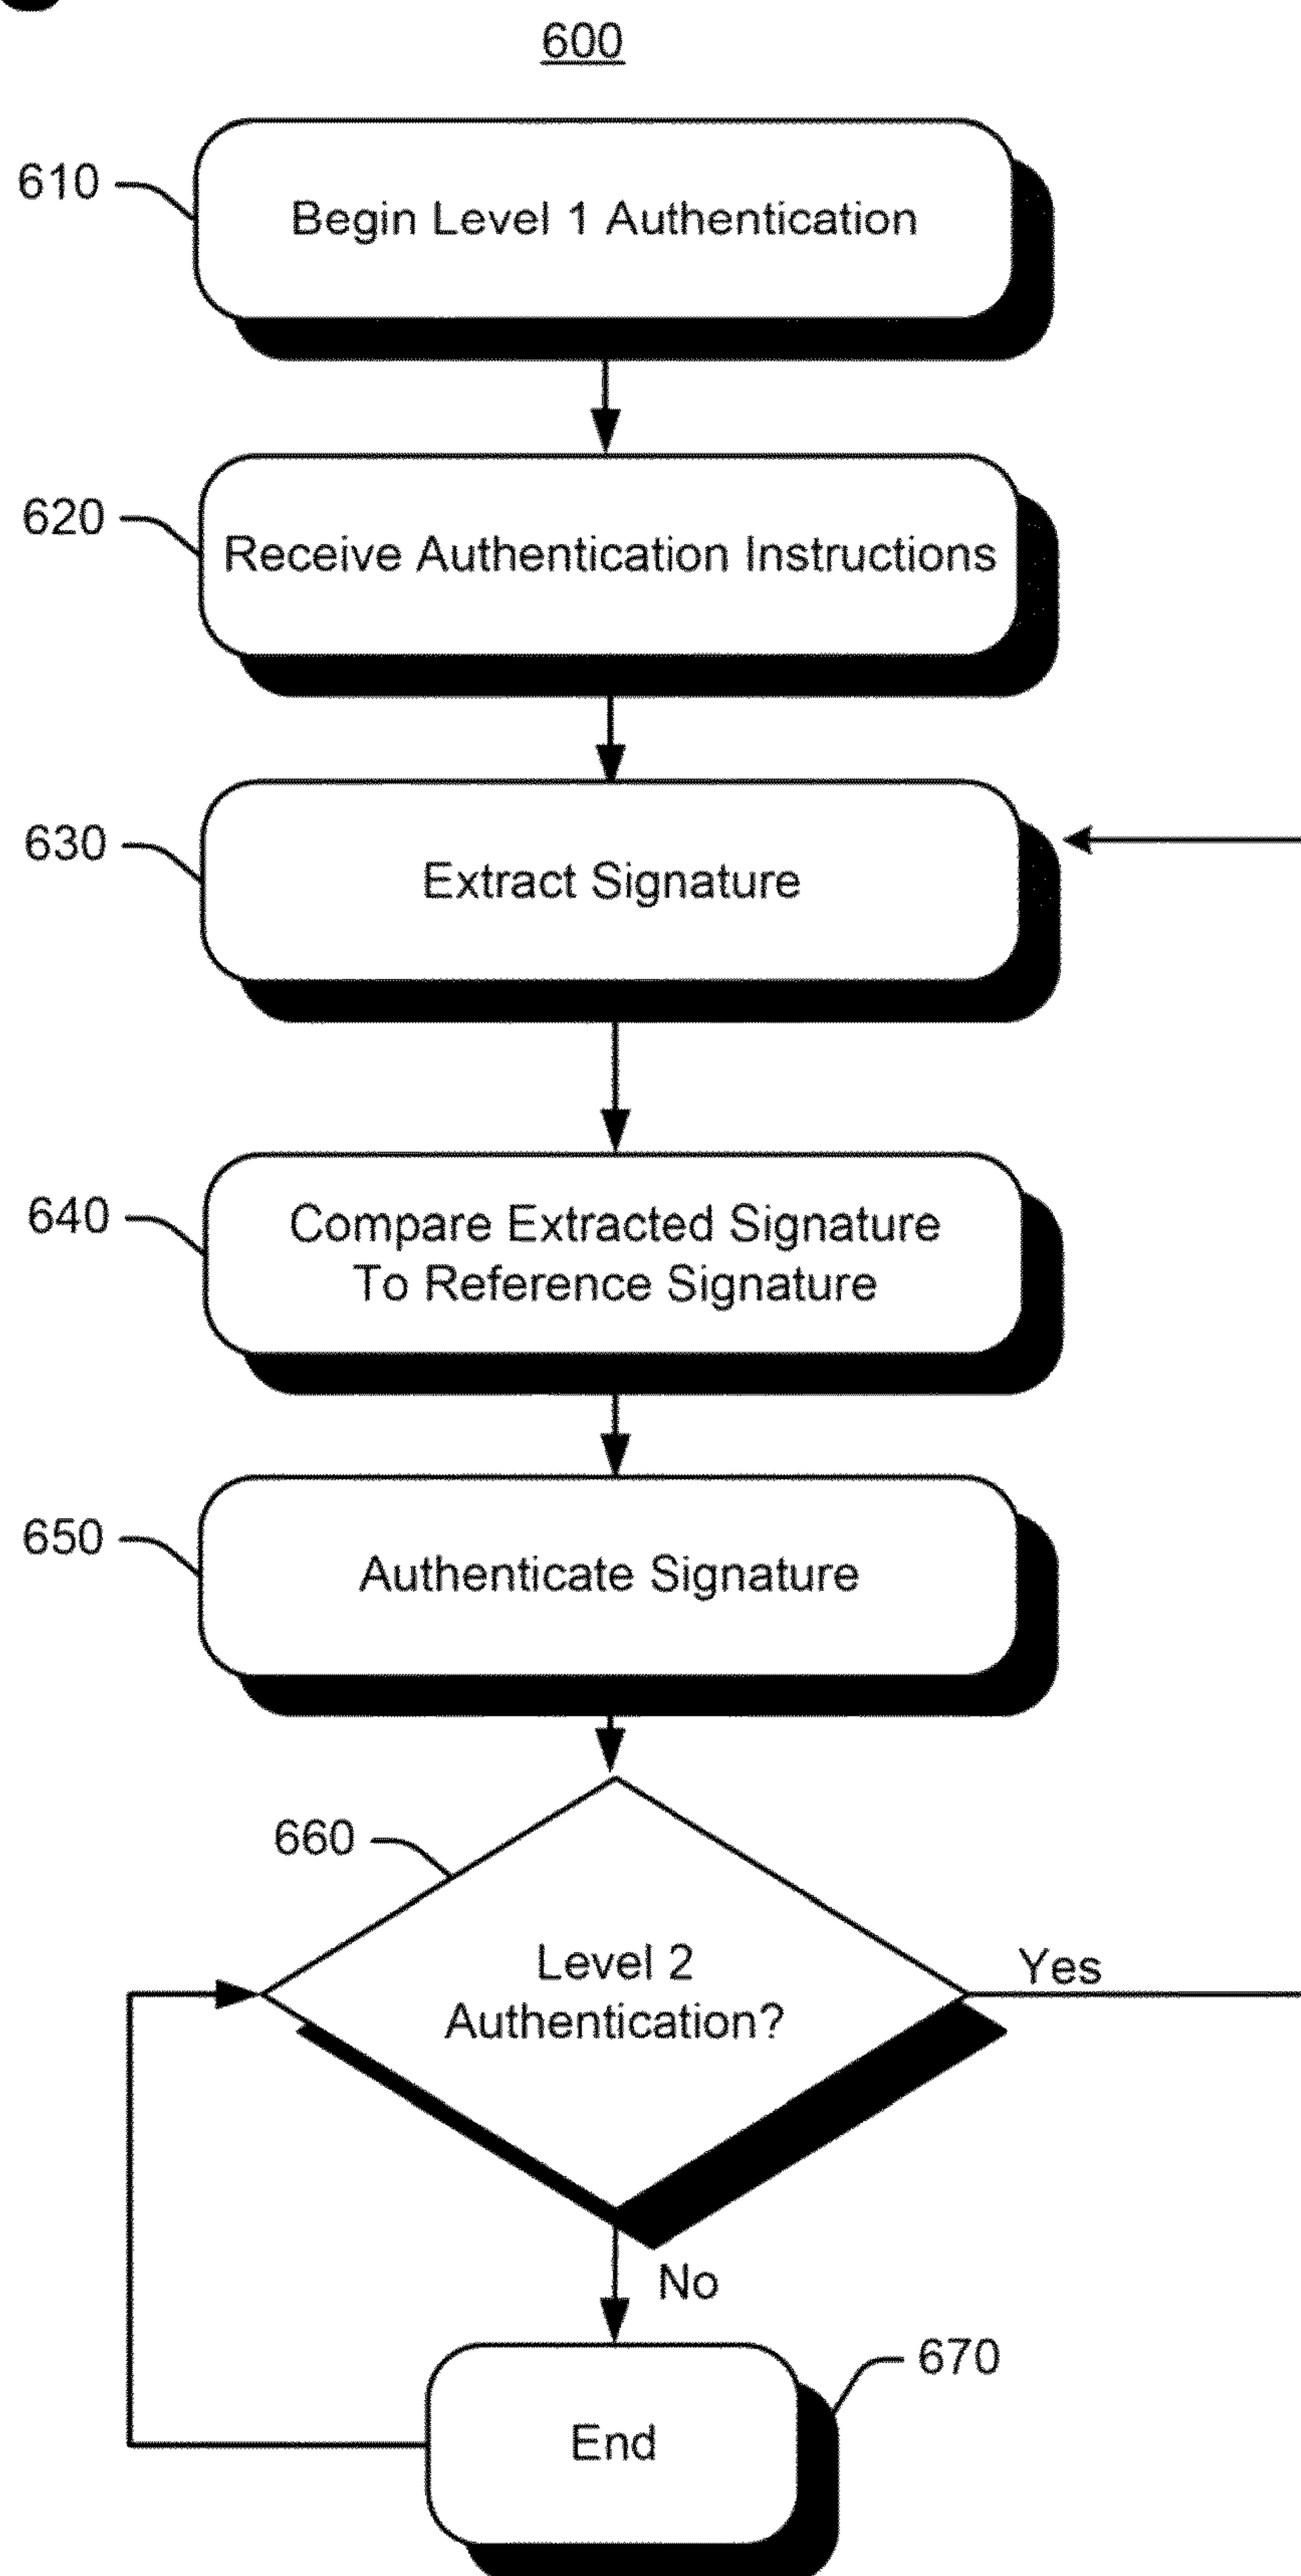 600
610
Begin Level 1 Authentication
620
Receive Authentication Instructions
630
Extract Signature
640
Compare Extracted Signature
To Reference Signature
650
Authenticate Signature
660
Level 2
Authentication?
Yes
No
670
End